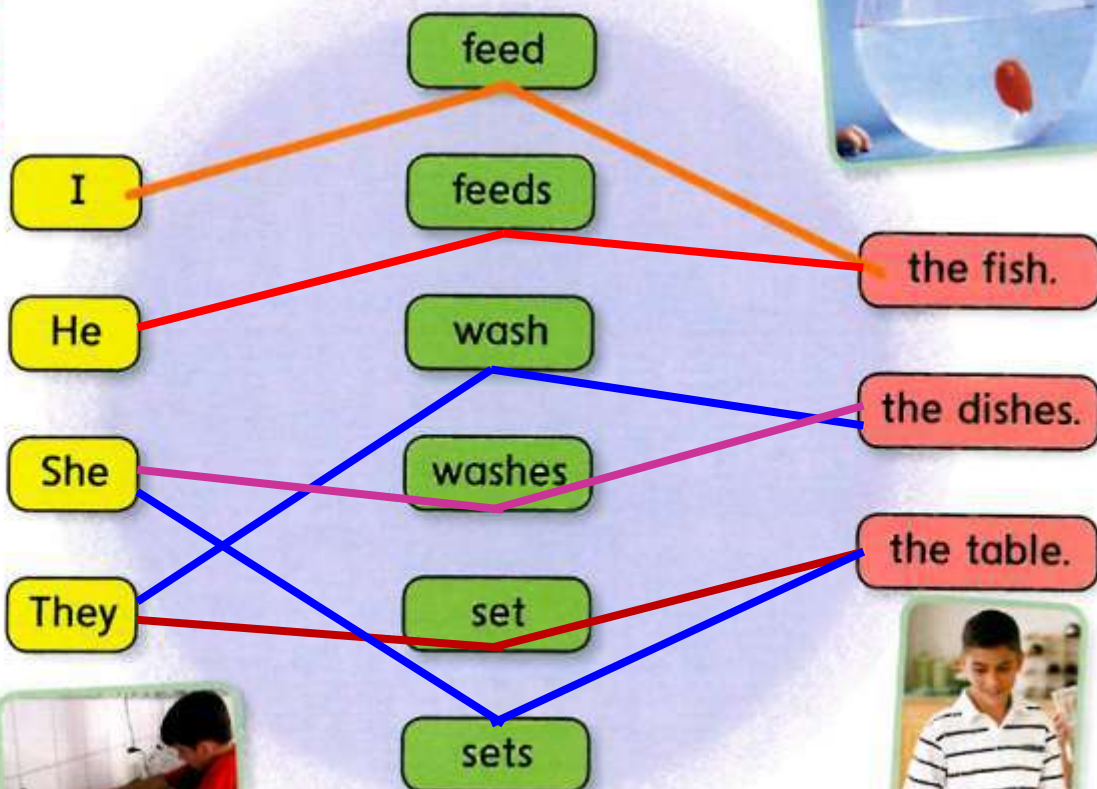 feed
I
feeds
the fish.
He
wash
the dishes.
She
washes
the table.
They
set
sets